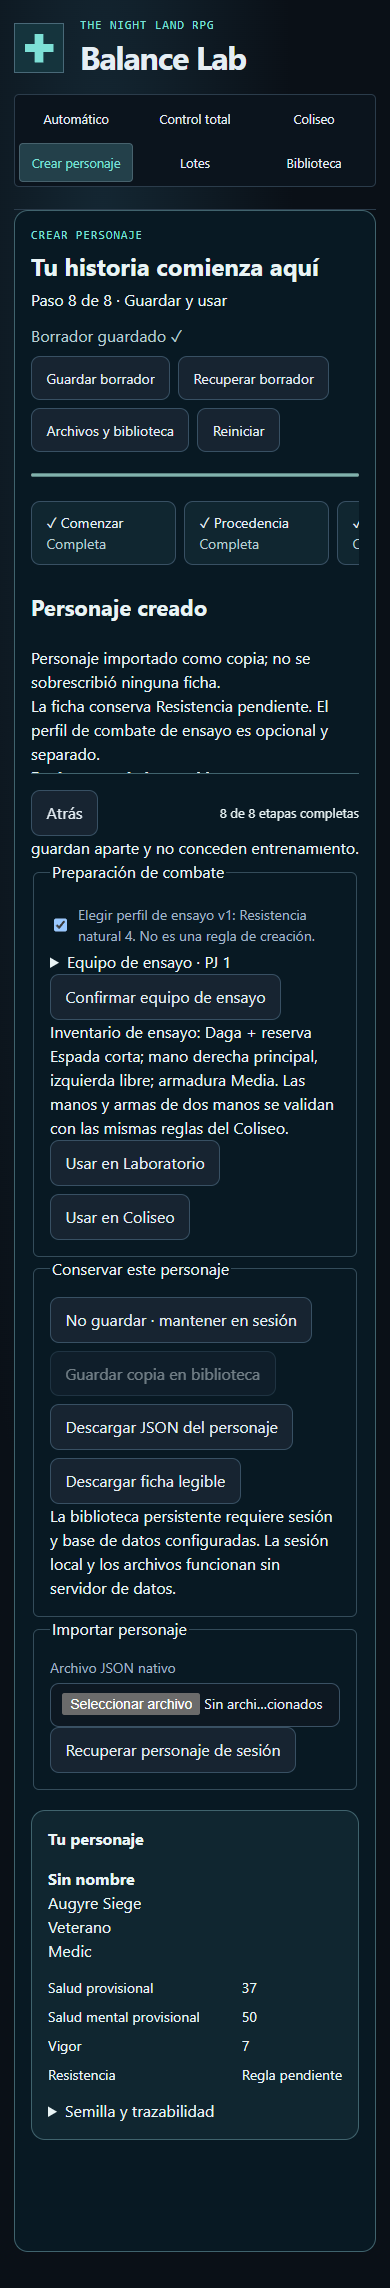 THE NIGHT LAND RPG
Balance Lab
Automático
Control total
Coliseo
Crear personaje
Lotes
Biblioteca
CREAR PERSONAJE
Tu historia comienza aquí
Paso 8 de 8 · Guardar y usar
Borrador guardado ✓
Guardar borrador
Recuperar borrador
Archivos y biblioteca
Reiniciar
✓ Comenzar
Completa
✓ Procedencia
Completa
✓
Personaje creado
Personaje importado como copia; no se
sobrescribió ninguna ficha.
La ficha conserva Resistencia pendiente. El
perfil de combate de ensayo es opcional y
separado.
Atrás
8 de 8 etapas completas
guardan aparte y no conceden entrenamiento.
Preparación de combate
Elegir perfil de ensayo v1: Resistencia
natural 4. No es una regla de creación.
▶ Equipo de ensayo · PJ 1
Confirmar equipo de ensayo
Inventario de ensayo: Daga + reserva
Espada corta; mano derecha principal,
izquierda libre; armadura Media. Las
manos y armas de dos manos se validan
con las mismas reglas del Coliseo.
Usar en Laboratorio
Usar en Coliseo
Conservar este personaje
No guardar · mantener en sesión
Guardar copia en biblioteca
Descargar JSON del personaje
Descargar ficha legible
La biblioteca persistente requiere sesión
y base de datos configuradas. La sesión
local y los archivos funcionan sin
servidor de datos.
Importar personaje
Archivo JSON nativo
Seleccionar archivo Sin archi...cionados
Recuperar personaje de sesión
Tu personaje
Sin nombre
Augyre Siege
Veterano
Medic
Salud provisional 37
Salud mental provisional 50
Vigor 7
Resistencia Regla pendiente
▶ Semilla y trazabilidad